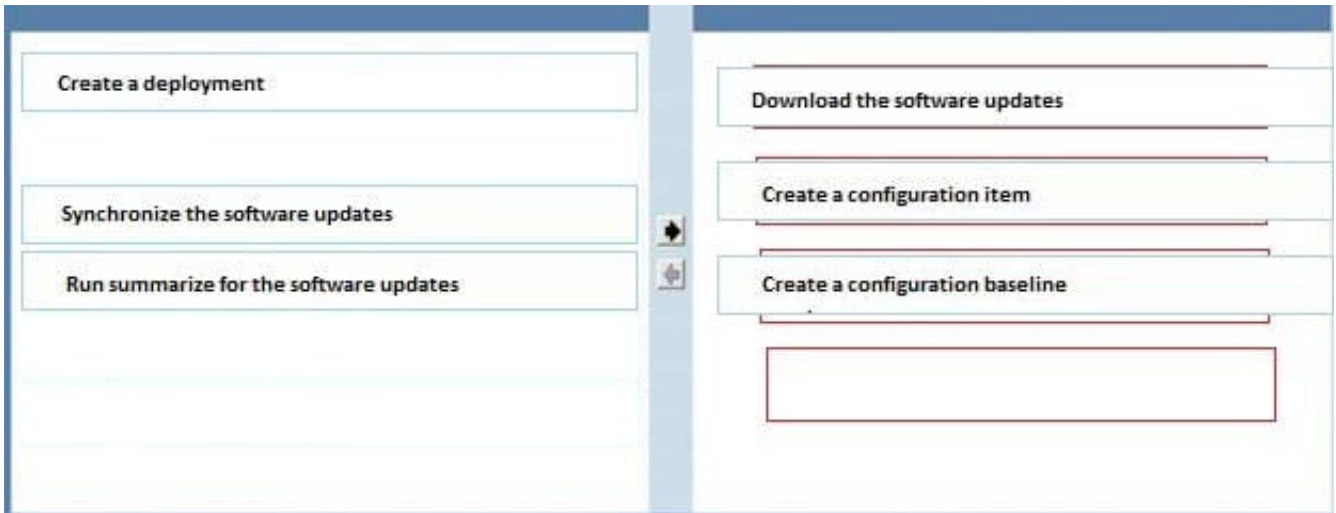 Create a deployment
Synchronize the software updates
Run summarize for the software updates
Download the software updates
Create a configuration item
Create a configuration baseline